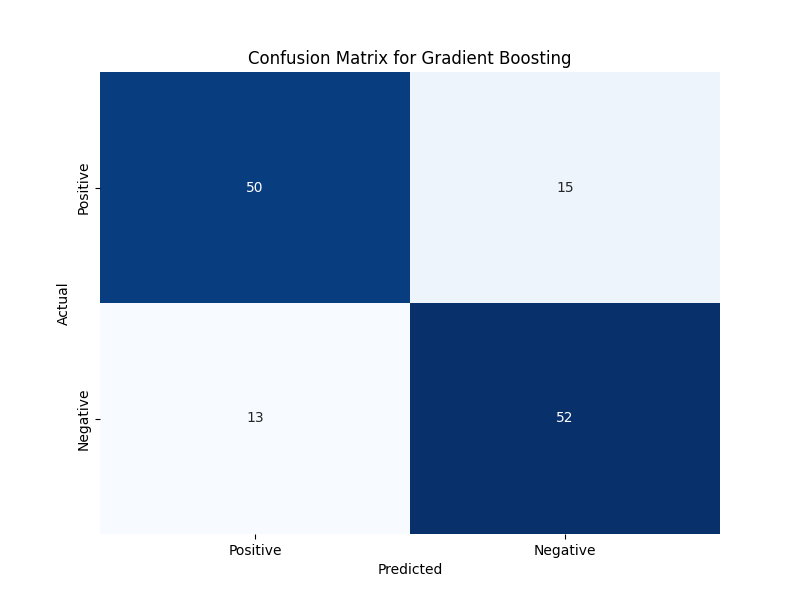 Confusion Matrix for Gradient Boosting
Actual
Positive
50
15
Negative
13
52
Positive
Negative
Predicted